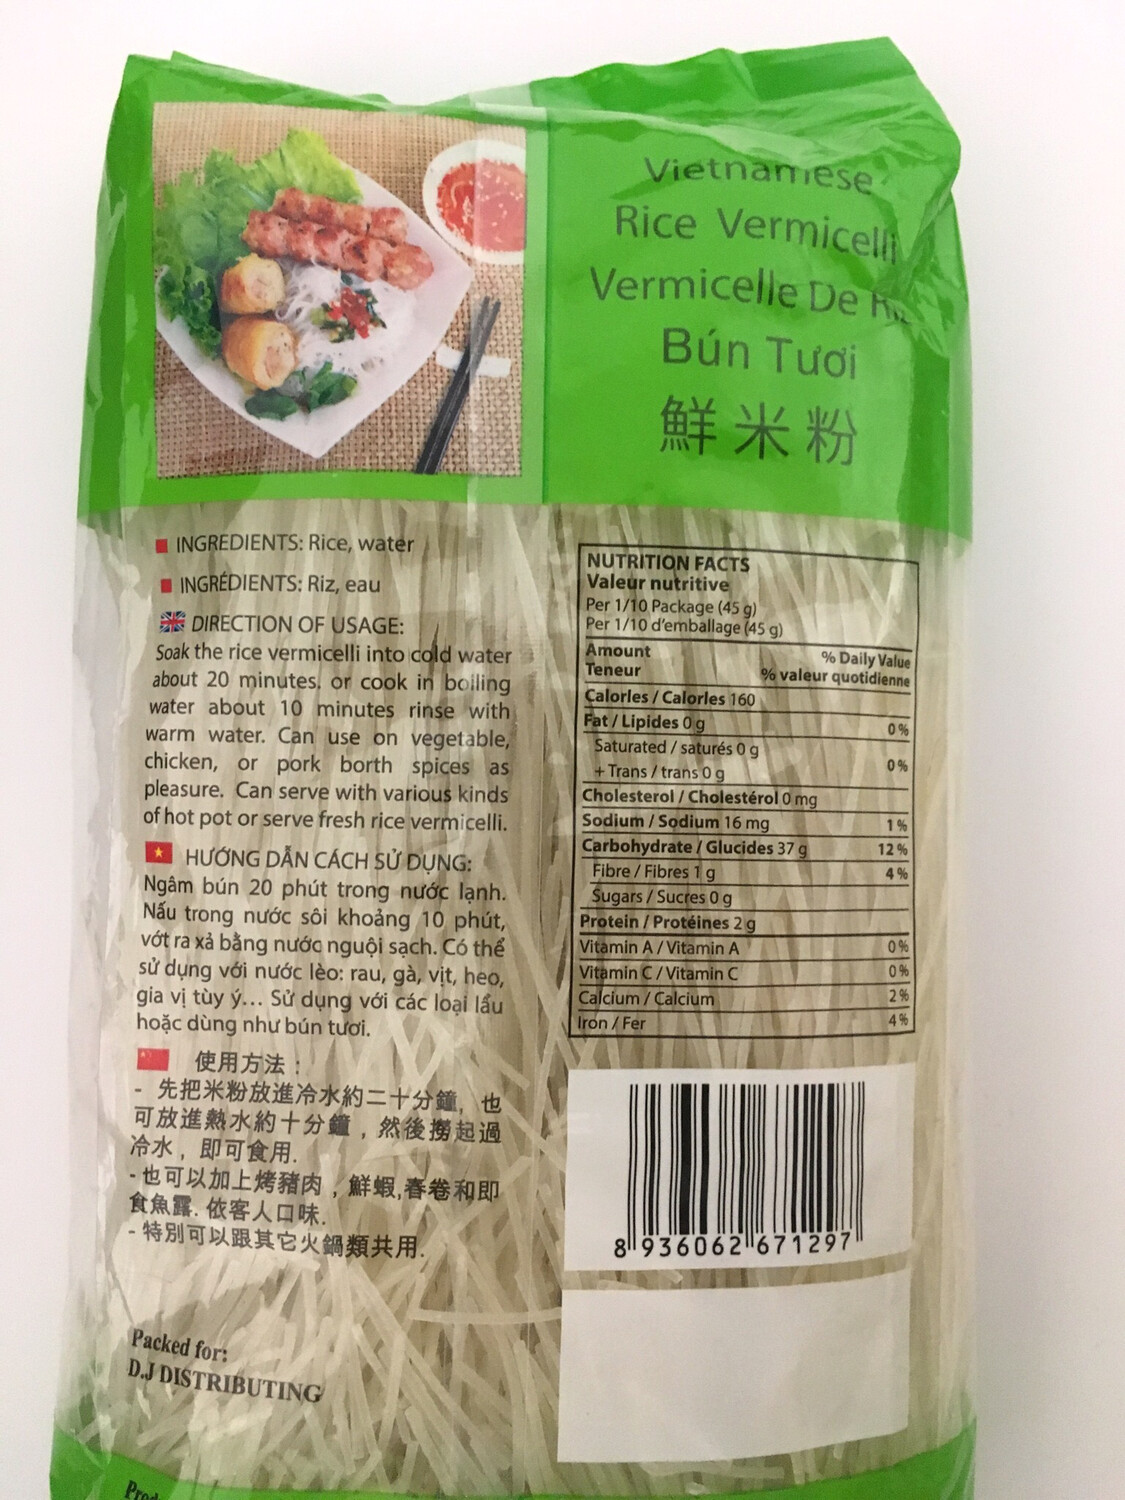 Vietnamese
Rice Vermicelli
Vermicelle De Riz
Bún Tươi
鮮米粉
INGREDIENTS: Rice, water
INGRÉDIENTS: Riz, eau
DIRECTION OF USAGE:
Soak the rice vermicelli into cold water
about 20 minutes. or cook in boiling
water about 10 minutes rinse with
warm water. Can use on vegetable,
chicken, or pork borth spices as
pleasure. Can serve with various kinds
of hot pot or serve fresh rice vermicelli.
HƯỚNG DẪN CÁCH SỬ DỤNG:
Ngâm bún 20 phút trong nước lạnh.
Nấu trong nước sôi khoảng 10 phút,
vớt ra xả bằng nước nguội sạch. Có thể
sử dụng với nước lèo: rau, gà, vịt, heo,
gia vị tùy ý... Sử dụng với các loại lẩu
hoặc dùng như bún tươi.
使用方法：
- 先把米粉放進冷水約二十分鐘, 也
可放進熱水約十分鐘，然後撈起過
冷水，即可食用.
- 也可以加上烤豬肉，鮮蝦,春卷和即
食魚露. 依客人口味.
- 特別可以跟其它火鍋類共用.
Packed for:
D.J DISTRIBUTING
NUTRITION FACTS
Valeur nutritive
Per 1/10 Package (45 g)
Per 1/10 d'emballage (45 g)
Amount % Daily Value
Teneur % valeur quotidienne
Calorles / Calorles 160
Fat / Lipides 0 g 0 %
Saturated / saturés 0 g
+ Trans / trans 0 g 0 %
Cholesterol / Cholestérol 0 mg
Sodium / Sodium 16 mg 1 %
Carbohydrate / Glucides 37 g 12 %
Fibre / Fibres 1 g 4 %
Sugars / Sucres 0 g
Protein / Protéines 2 g
Vitamin A / Vitamin A 0 %
Vitamin C / Vitamin C 0 %
Calcium / Calcium 2 %
Iron / Fer 4 %
8 936062 671297